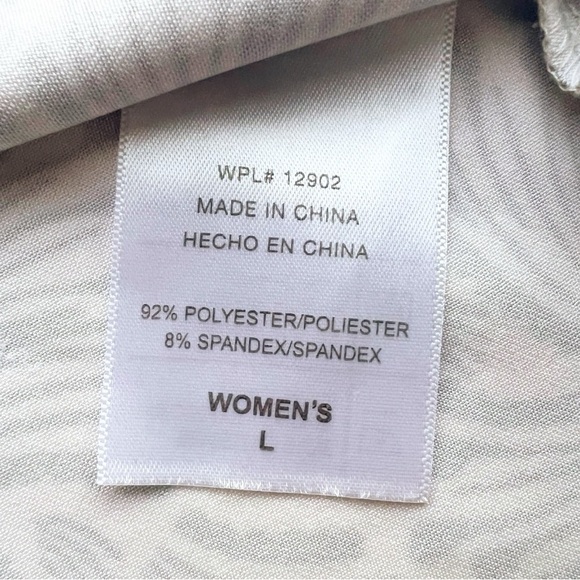 WPL# 12902
MADE IN CHINA
HECHO EN CHINA
92% POLYESTER/POLIESTER
8% SPANDEX/SPANDEX
WOMEN'S
L